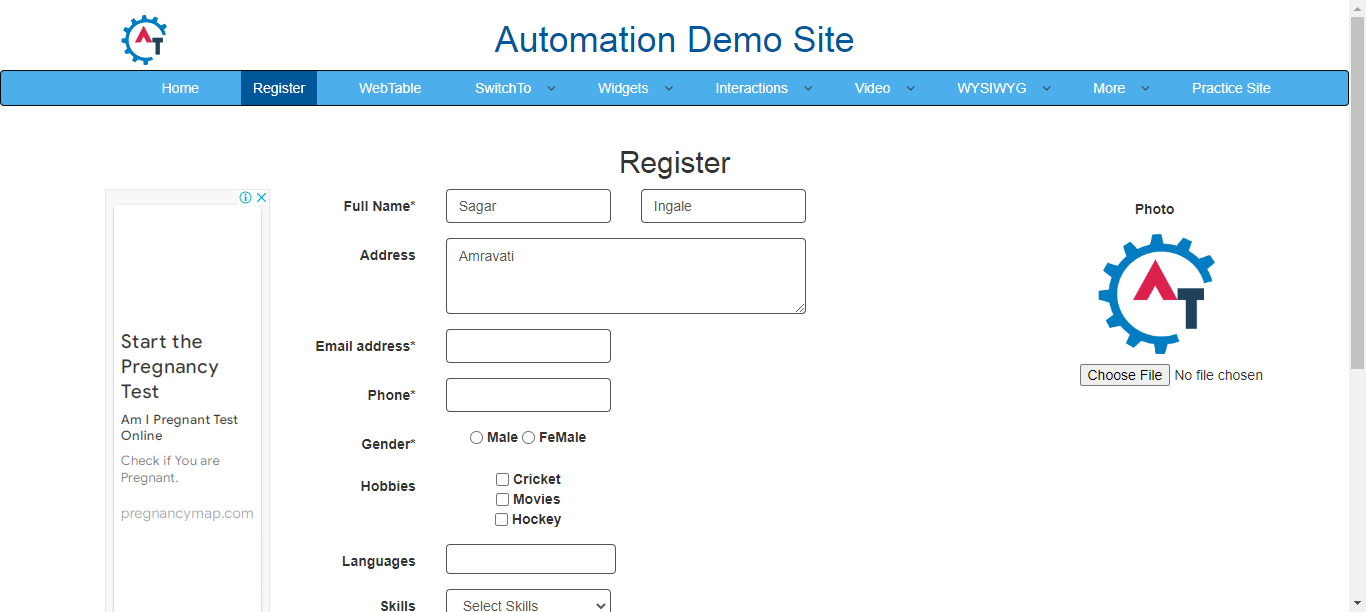 AT
Automation Demo Site
Home Register WebTable SwitchTo Widgets Interactions Video WYSIWYG More Practice Site
Register
Start the
Pregnancy
Test
Am I Pregnant Test
Online
Check if You are
Pregnant.
pregnancymap.com
Full Name* Sagar Ingale
Address Amravati
Email address*
Phone*
Gender* Male FeMale
Hobbies Cricket
Movies
Hockey
Languages
Skills Select Skills
Photo
AT
Choose File No file chosen